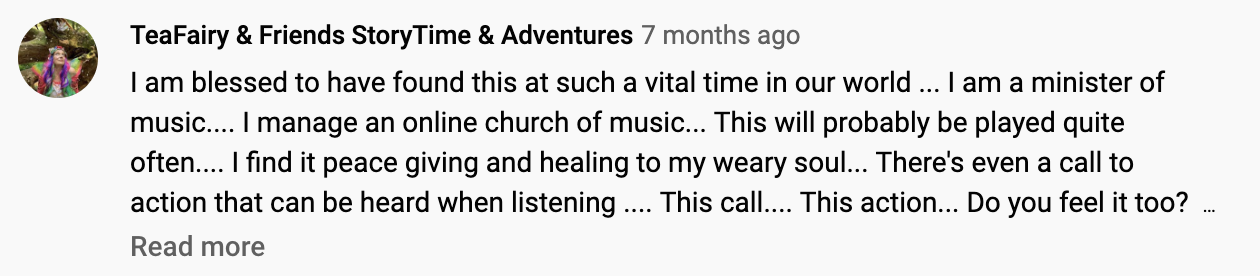 TeaFairy & Friends StoryTime & Adventures 7 months ago
I am blessed to have found this at such a vital time in our world ... I am a minister of
music.... I manage an online church of music... This will probably be played quite
often.... I find it peace giving and healing to my weary soul... There's even a call to
action that can be heard when listening .... This call.... This action... Do you feel it too? ...
Read more